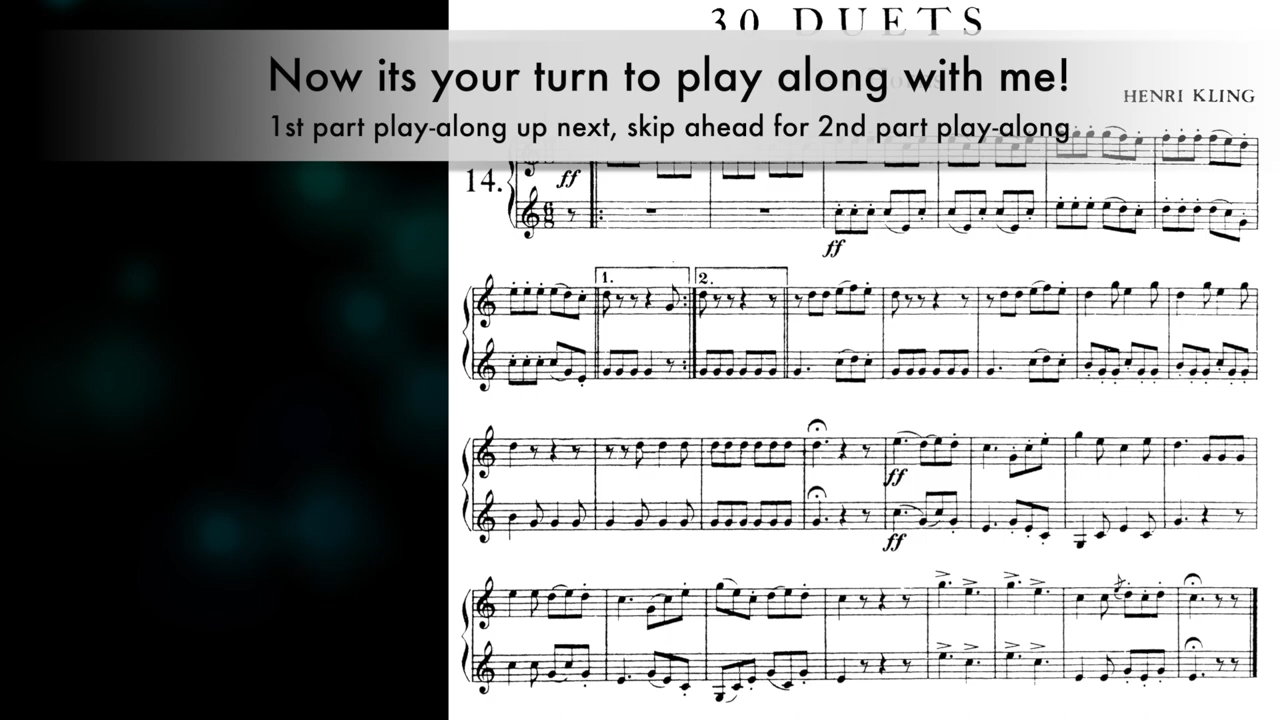 30 DUETS
Now its your turn to play along with me!
HENRI KLING
1st part play-along up next, skip ahead for 2nd part play-along
14.
ff
ff
1.
2.
ff
ff